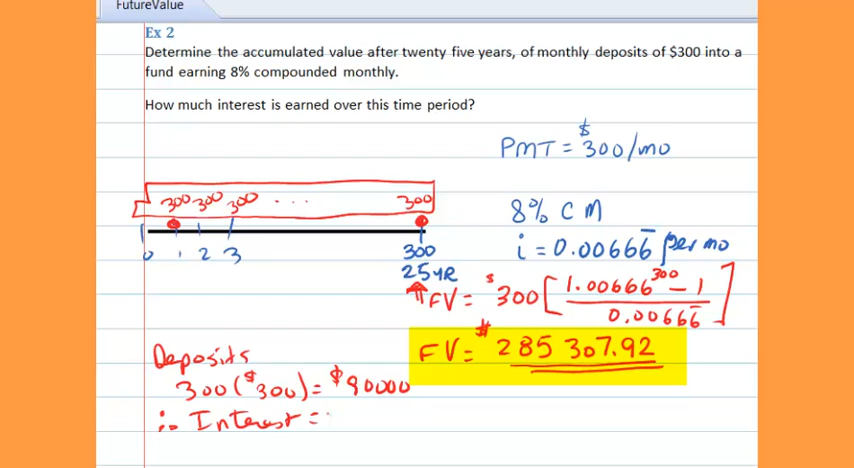 FutureValue
Ex 2
Determine the accumulated value after twenty five years, of monthly deposits of $300 into a
fund earning 8% compounded monthly.
How much interest is earned over this time period?
PMT = $300/mo
300 300 300 . . . 300
8% CM
0 1 2 3 300
i = 0.00666 per mo
25 YR
FV = $300 [ 1.00666^300 - 1 / 0.00666 ]
FV = $285 307.92
Deposits
300($300) = $90000
∴ Interest =